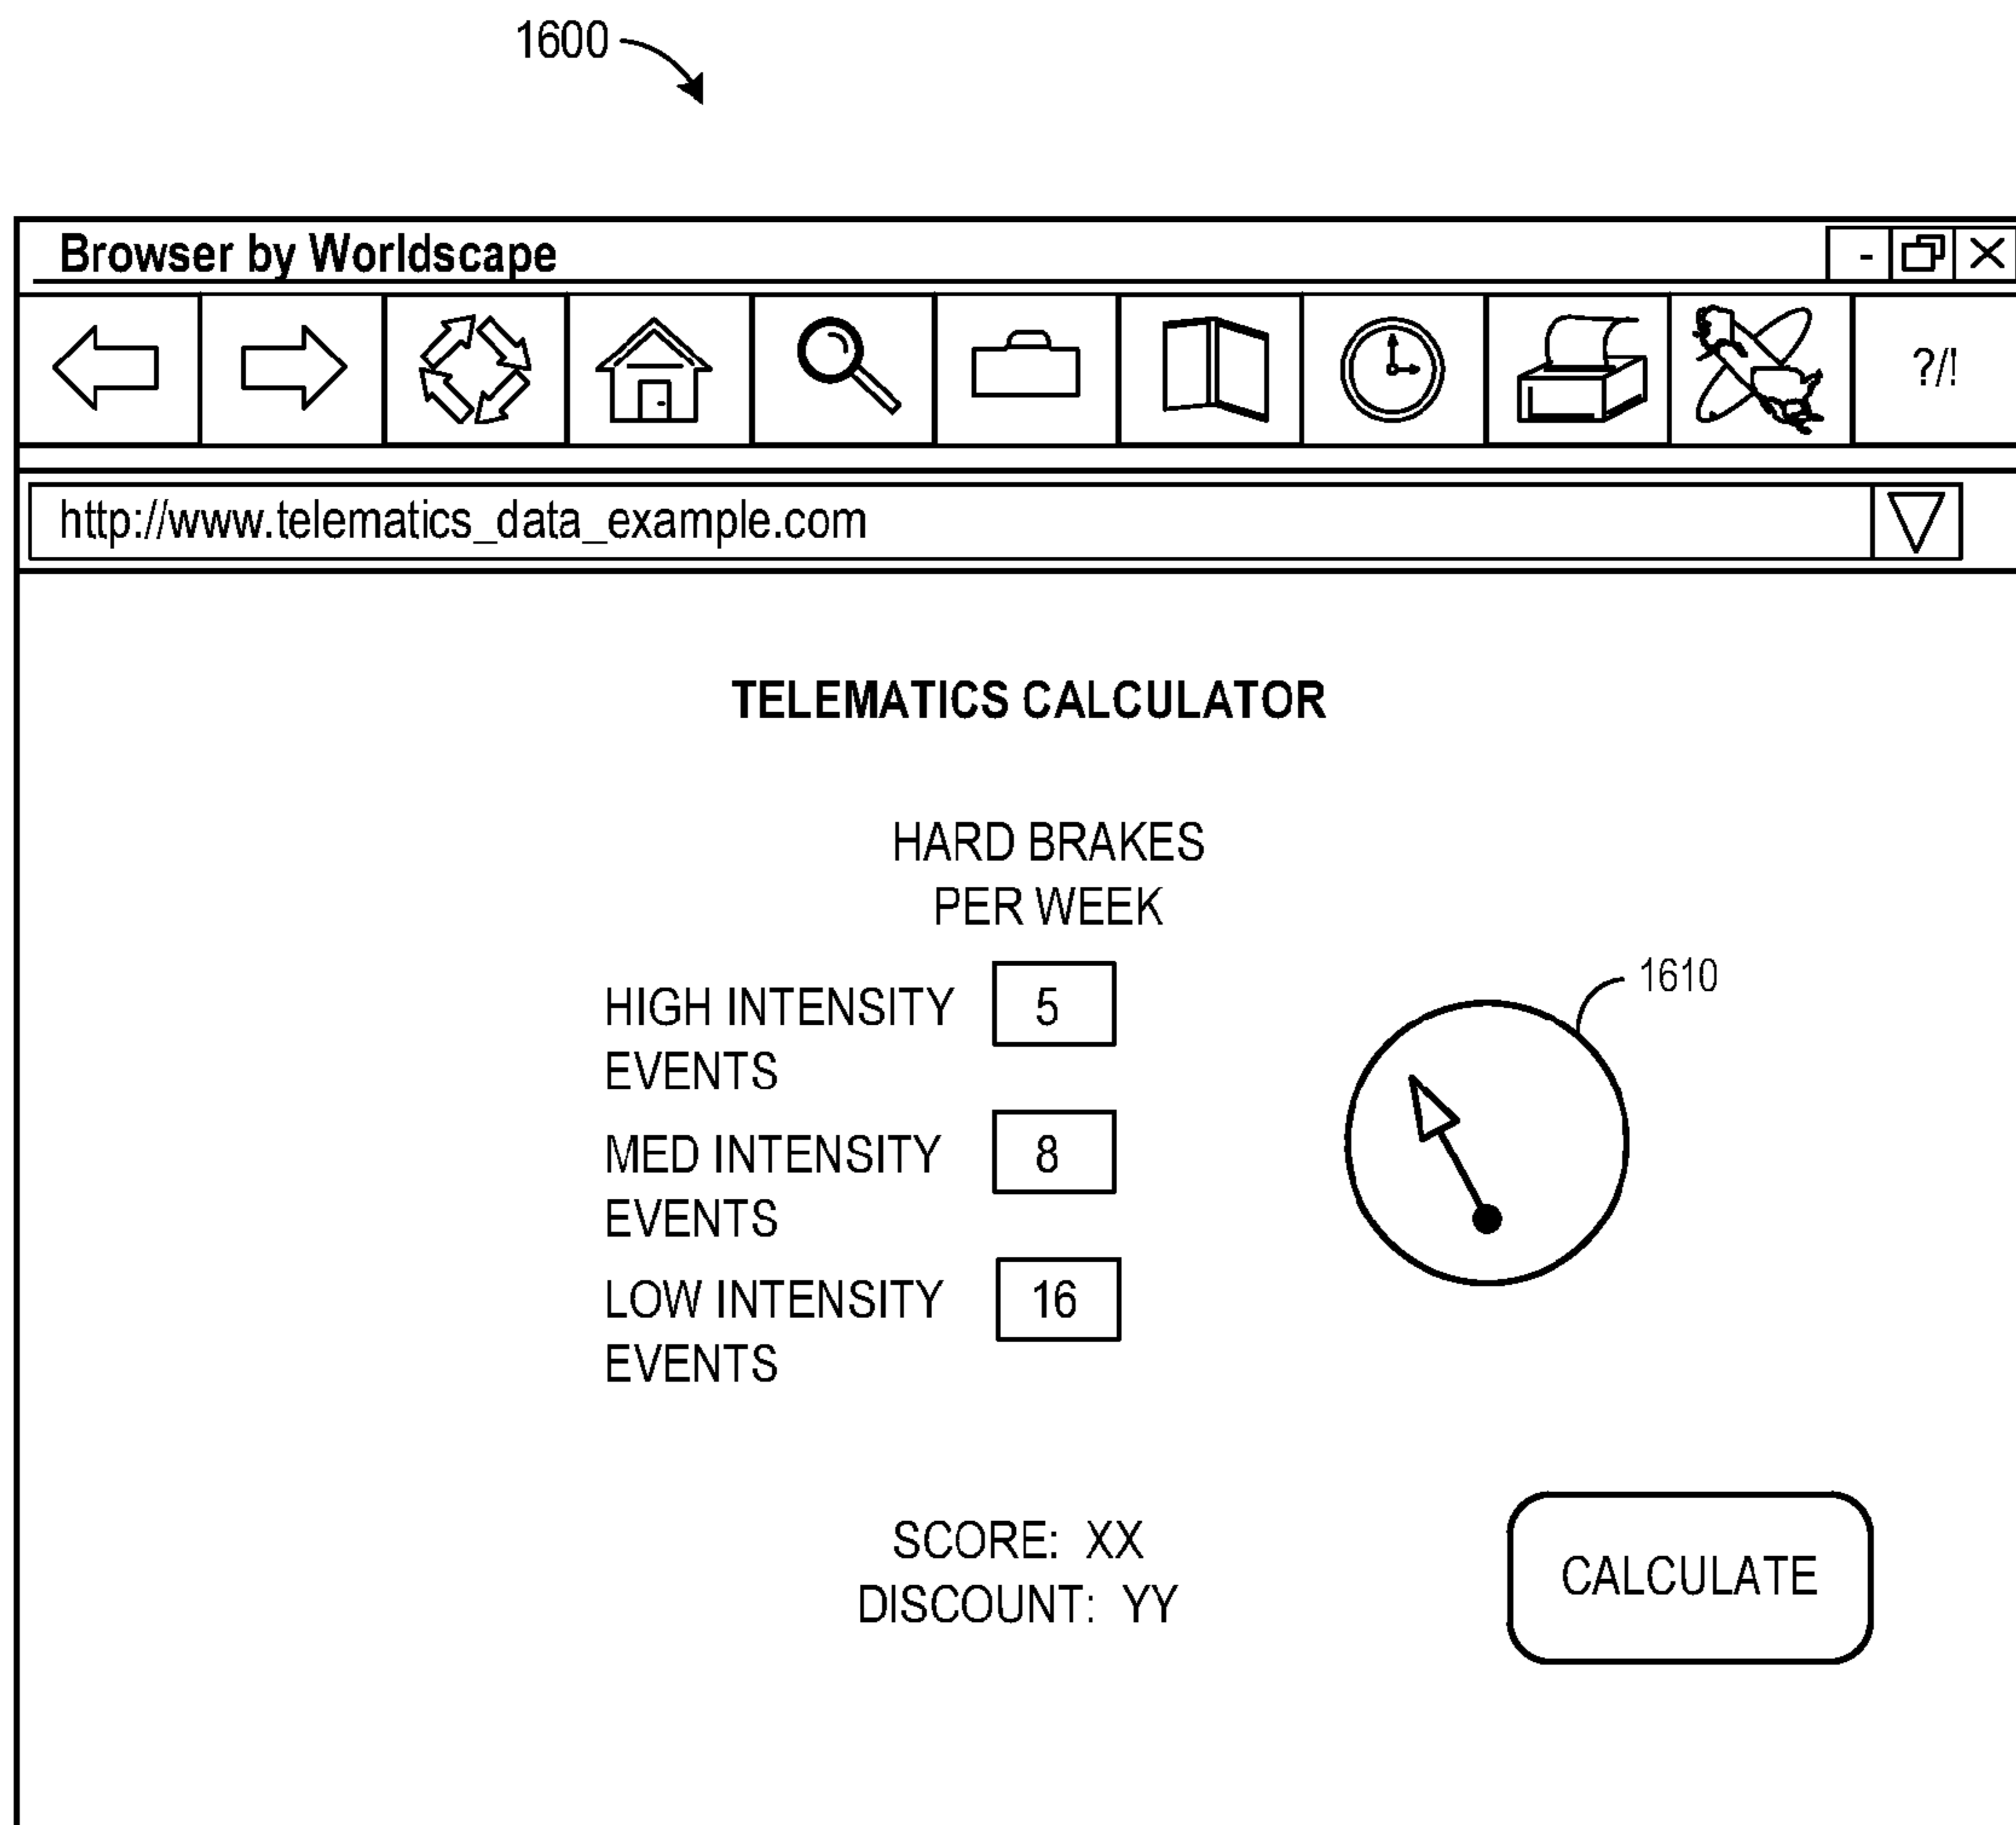 1600
Browser by Worldscape
?/!
http://www.telematics_data_example.com
TELEMATICS CALCULATOR
HARD BRAKES
PER WEEK
HIGH INTENSITY 5
EVENTS
1610
MED INTENSITY 8
EVENTS
LOW INTENSITY 16
EVENTS
SCORE: XX
DISCOUNT: YY
CALCULATE